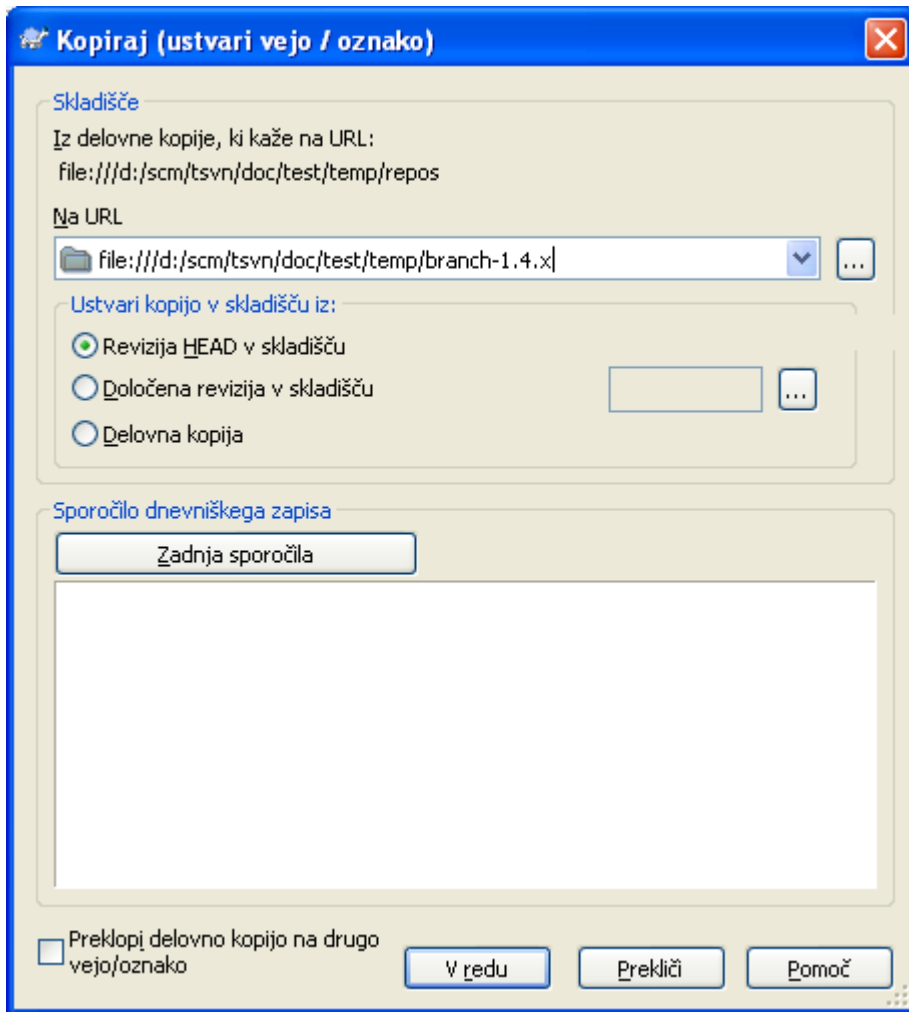 Kopiraj (ustvari vejo / oznako)
Skladišče
Iz delovne kopije, ki kaže na URL:
file:///d:/scm/tsvn/doc/test/temp/repos
Na URL
file:///d:/scm/tsvn/doc/test/temp/branch-1.4.x
...
Ustvari kopijo v skladišču iz:
Revizija HEAD v skladišču
Določena revizija v skladišču
...
Delovna kopija
Sporočilo dnevniškega zapisa
Zadnja sporočila
Preklopi delovno kopijo na drugo
vejo/oznako
V redu
Prekliči
Pomoč